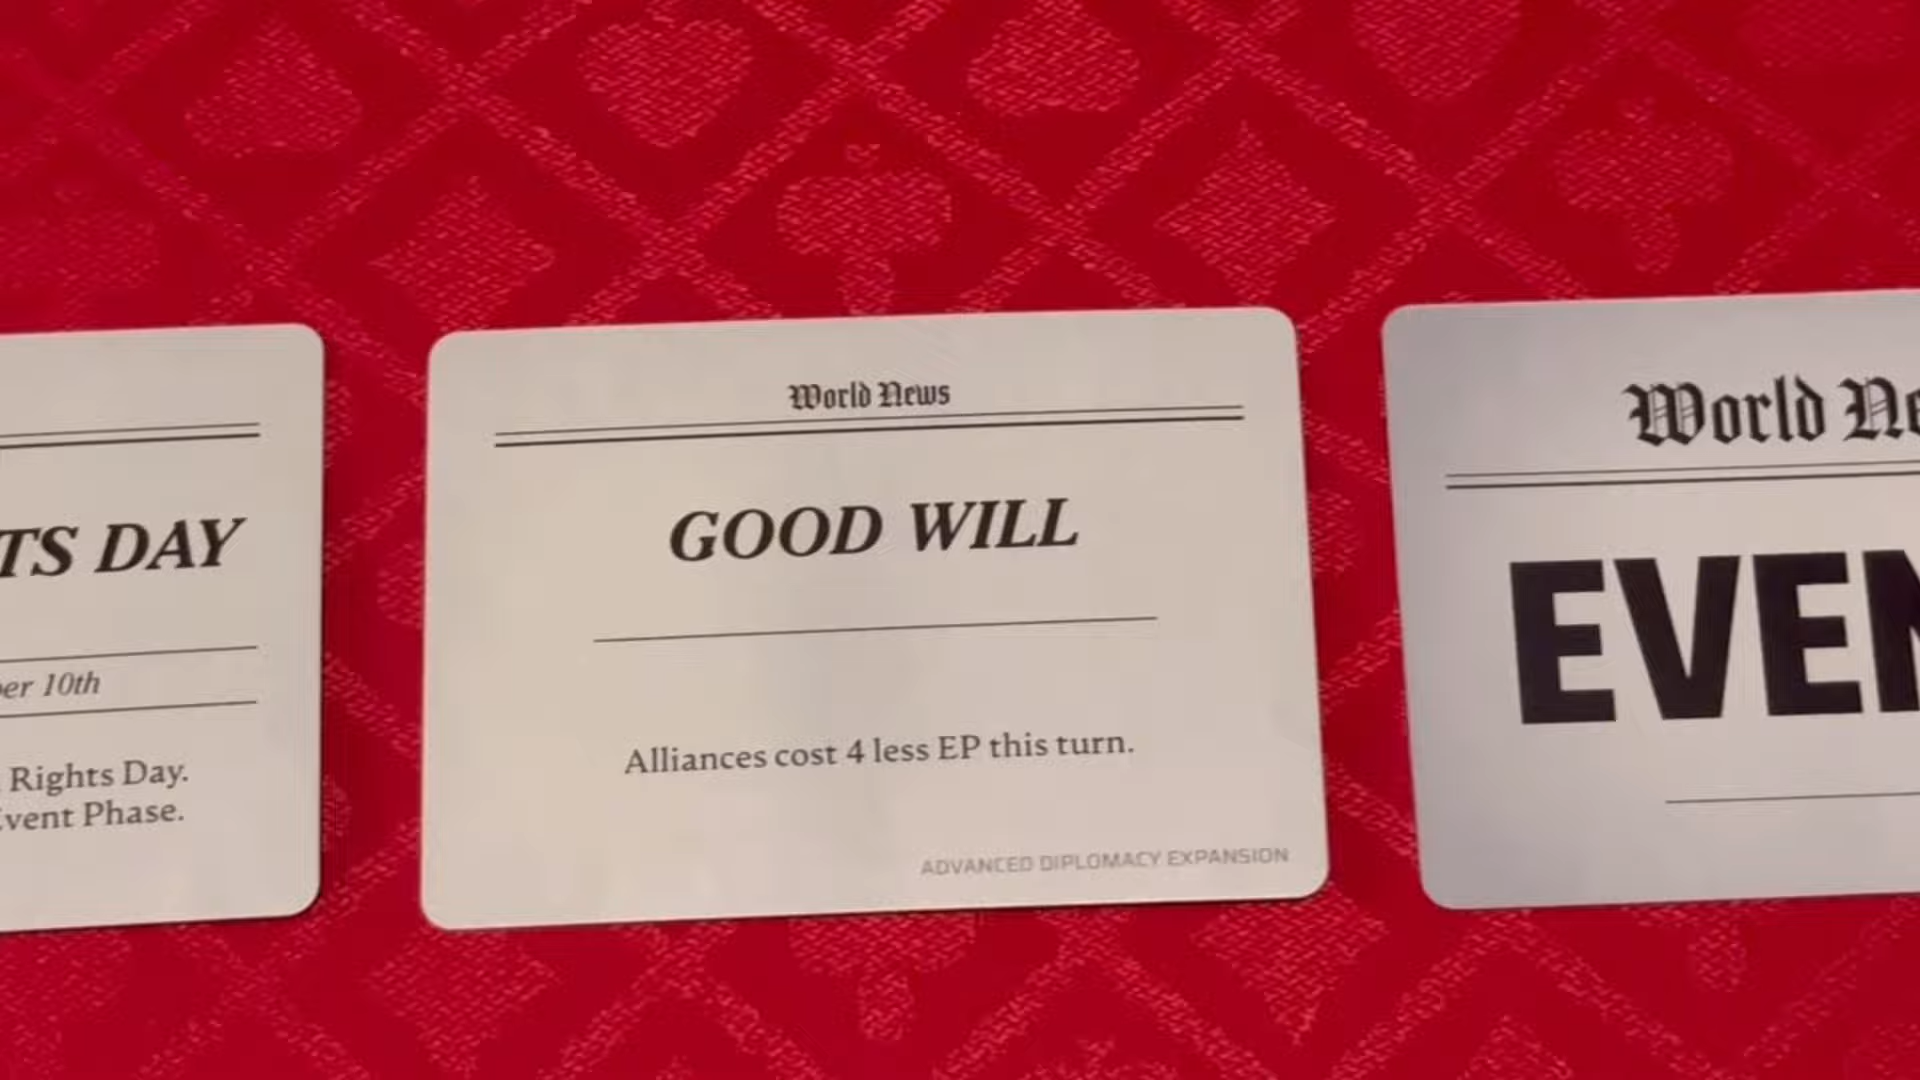 TS DAY
er 10th
Rights Day.
Event Phase.
World News
GOOD WILL
Alliances cost 4 less EP this turn.
ADVANCED DIPLOMACY EXPANSION
World Ne
EVEN